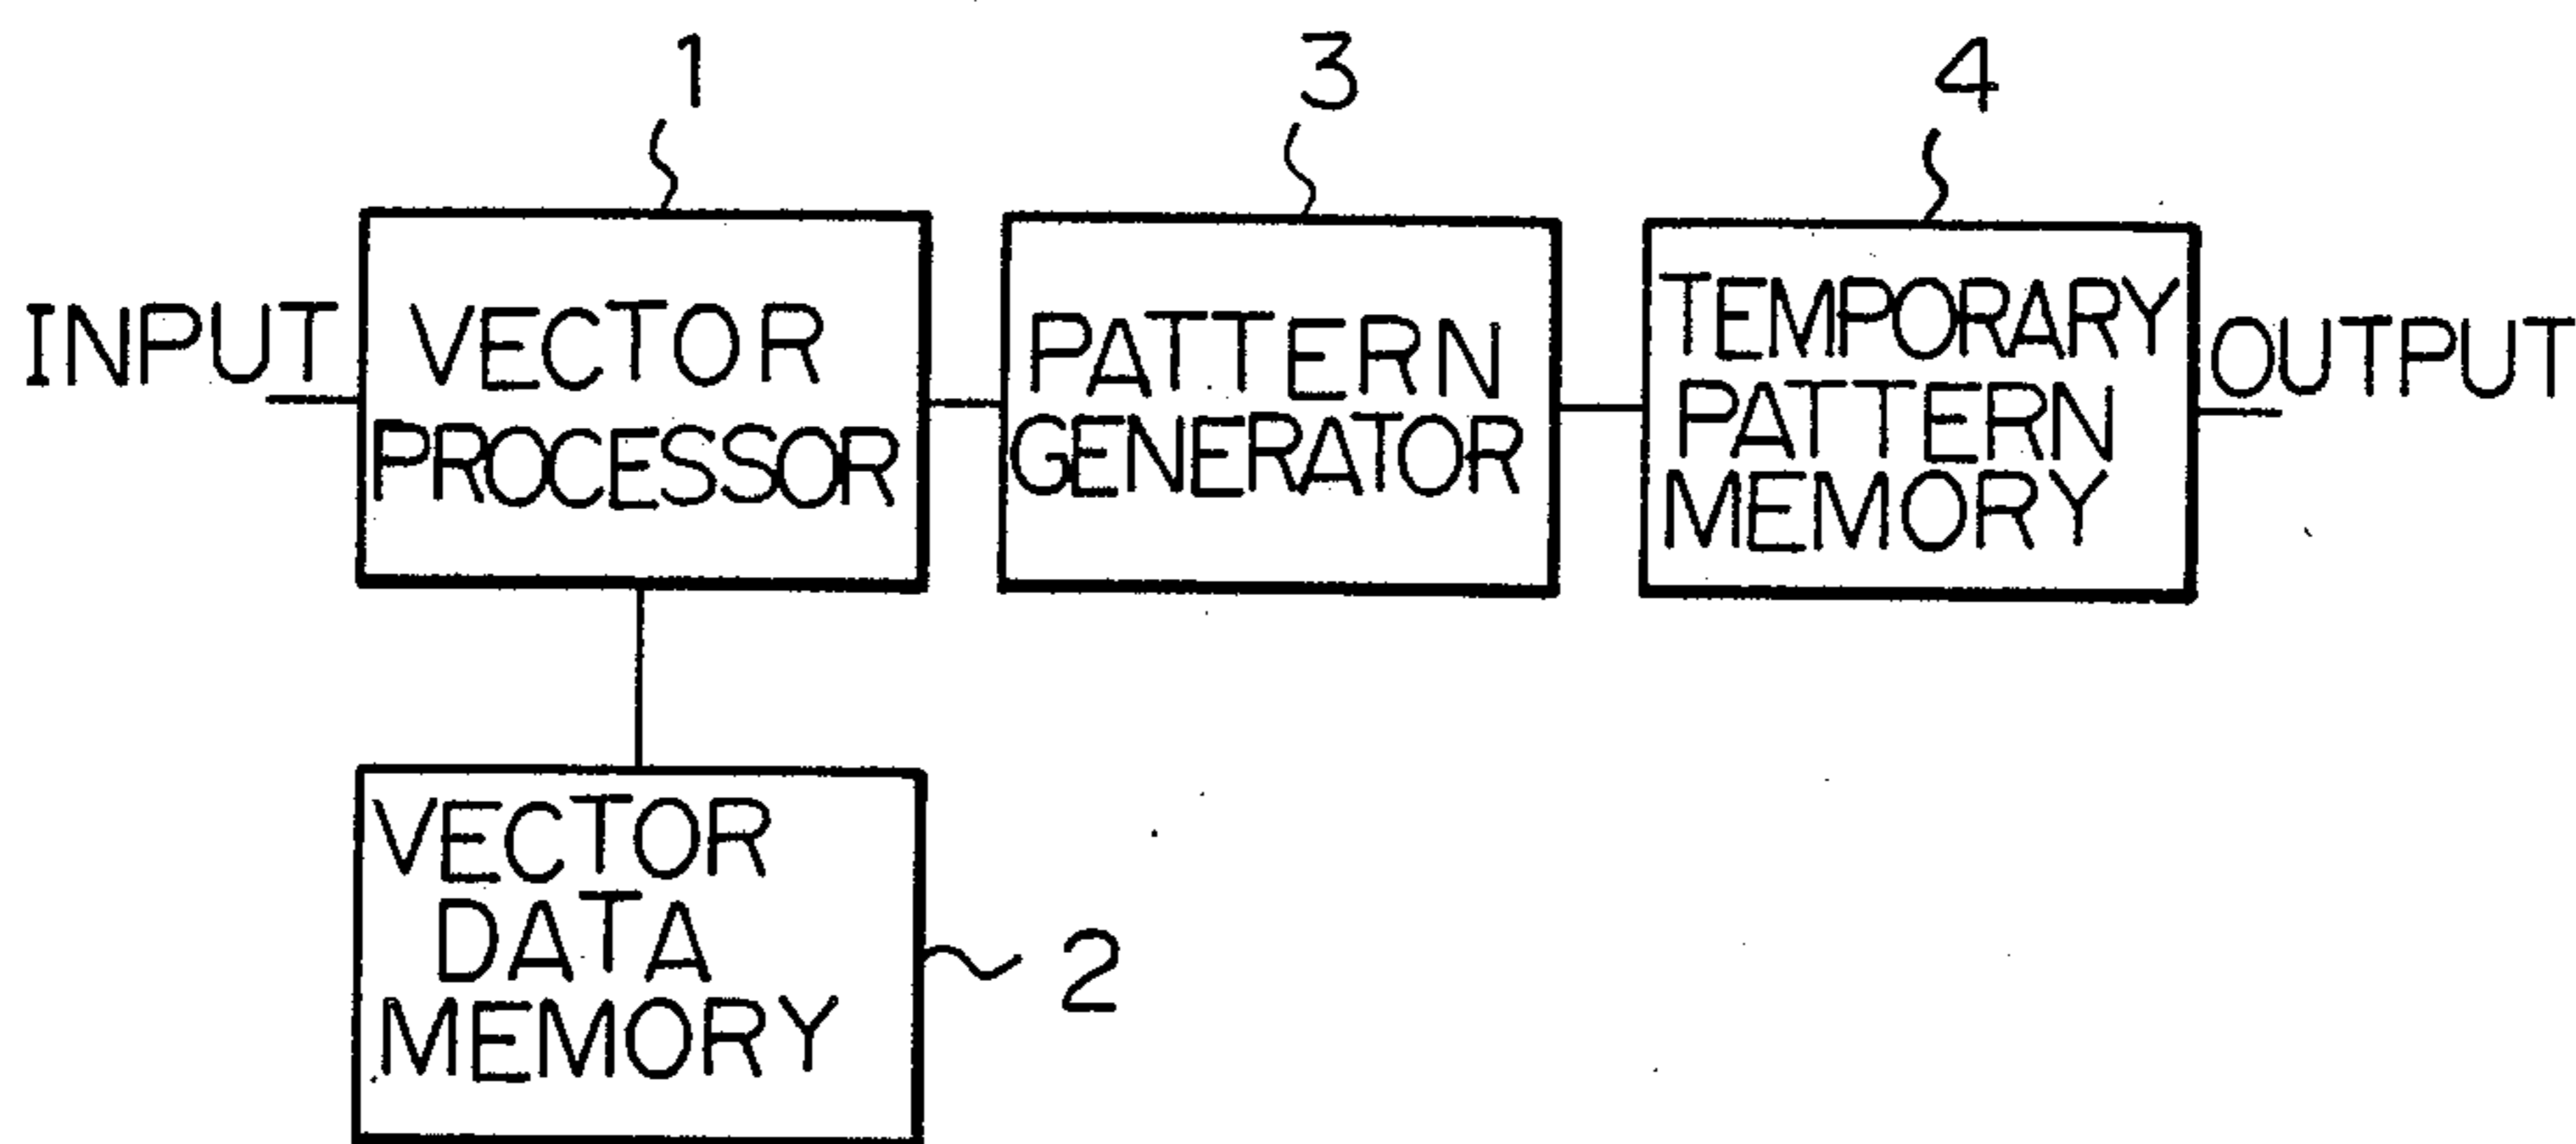 1
3
4
INPUT
VECTOR
PROCESSOR
PATTERN
GENERATOR
TEMPORARY
PATTERN
MEMORY
OUTPUT
VECTOR
DATA
MEMORY
2